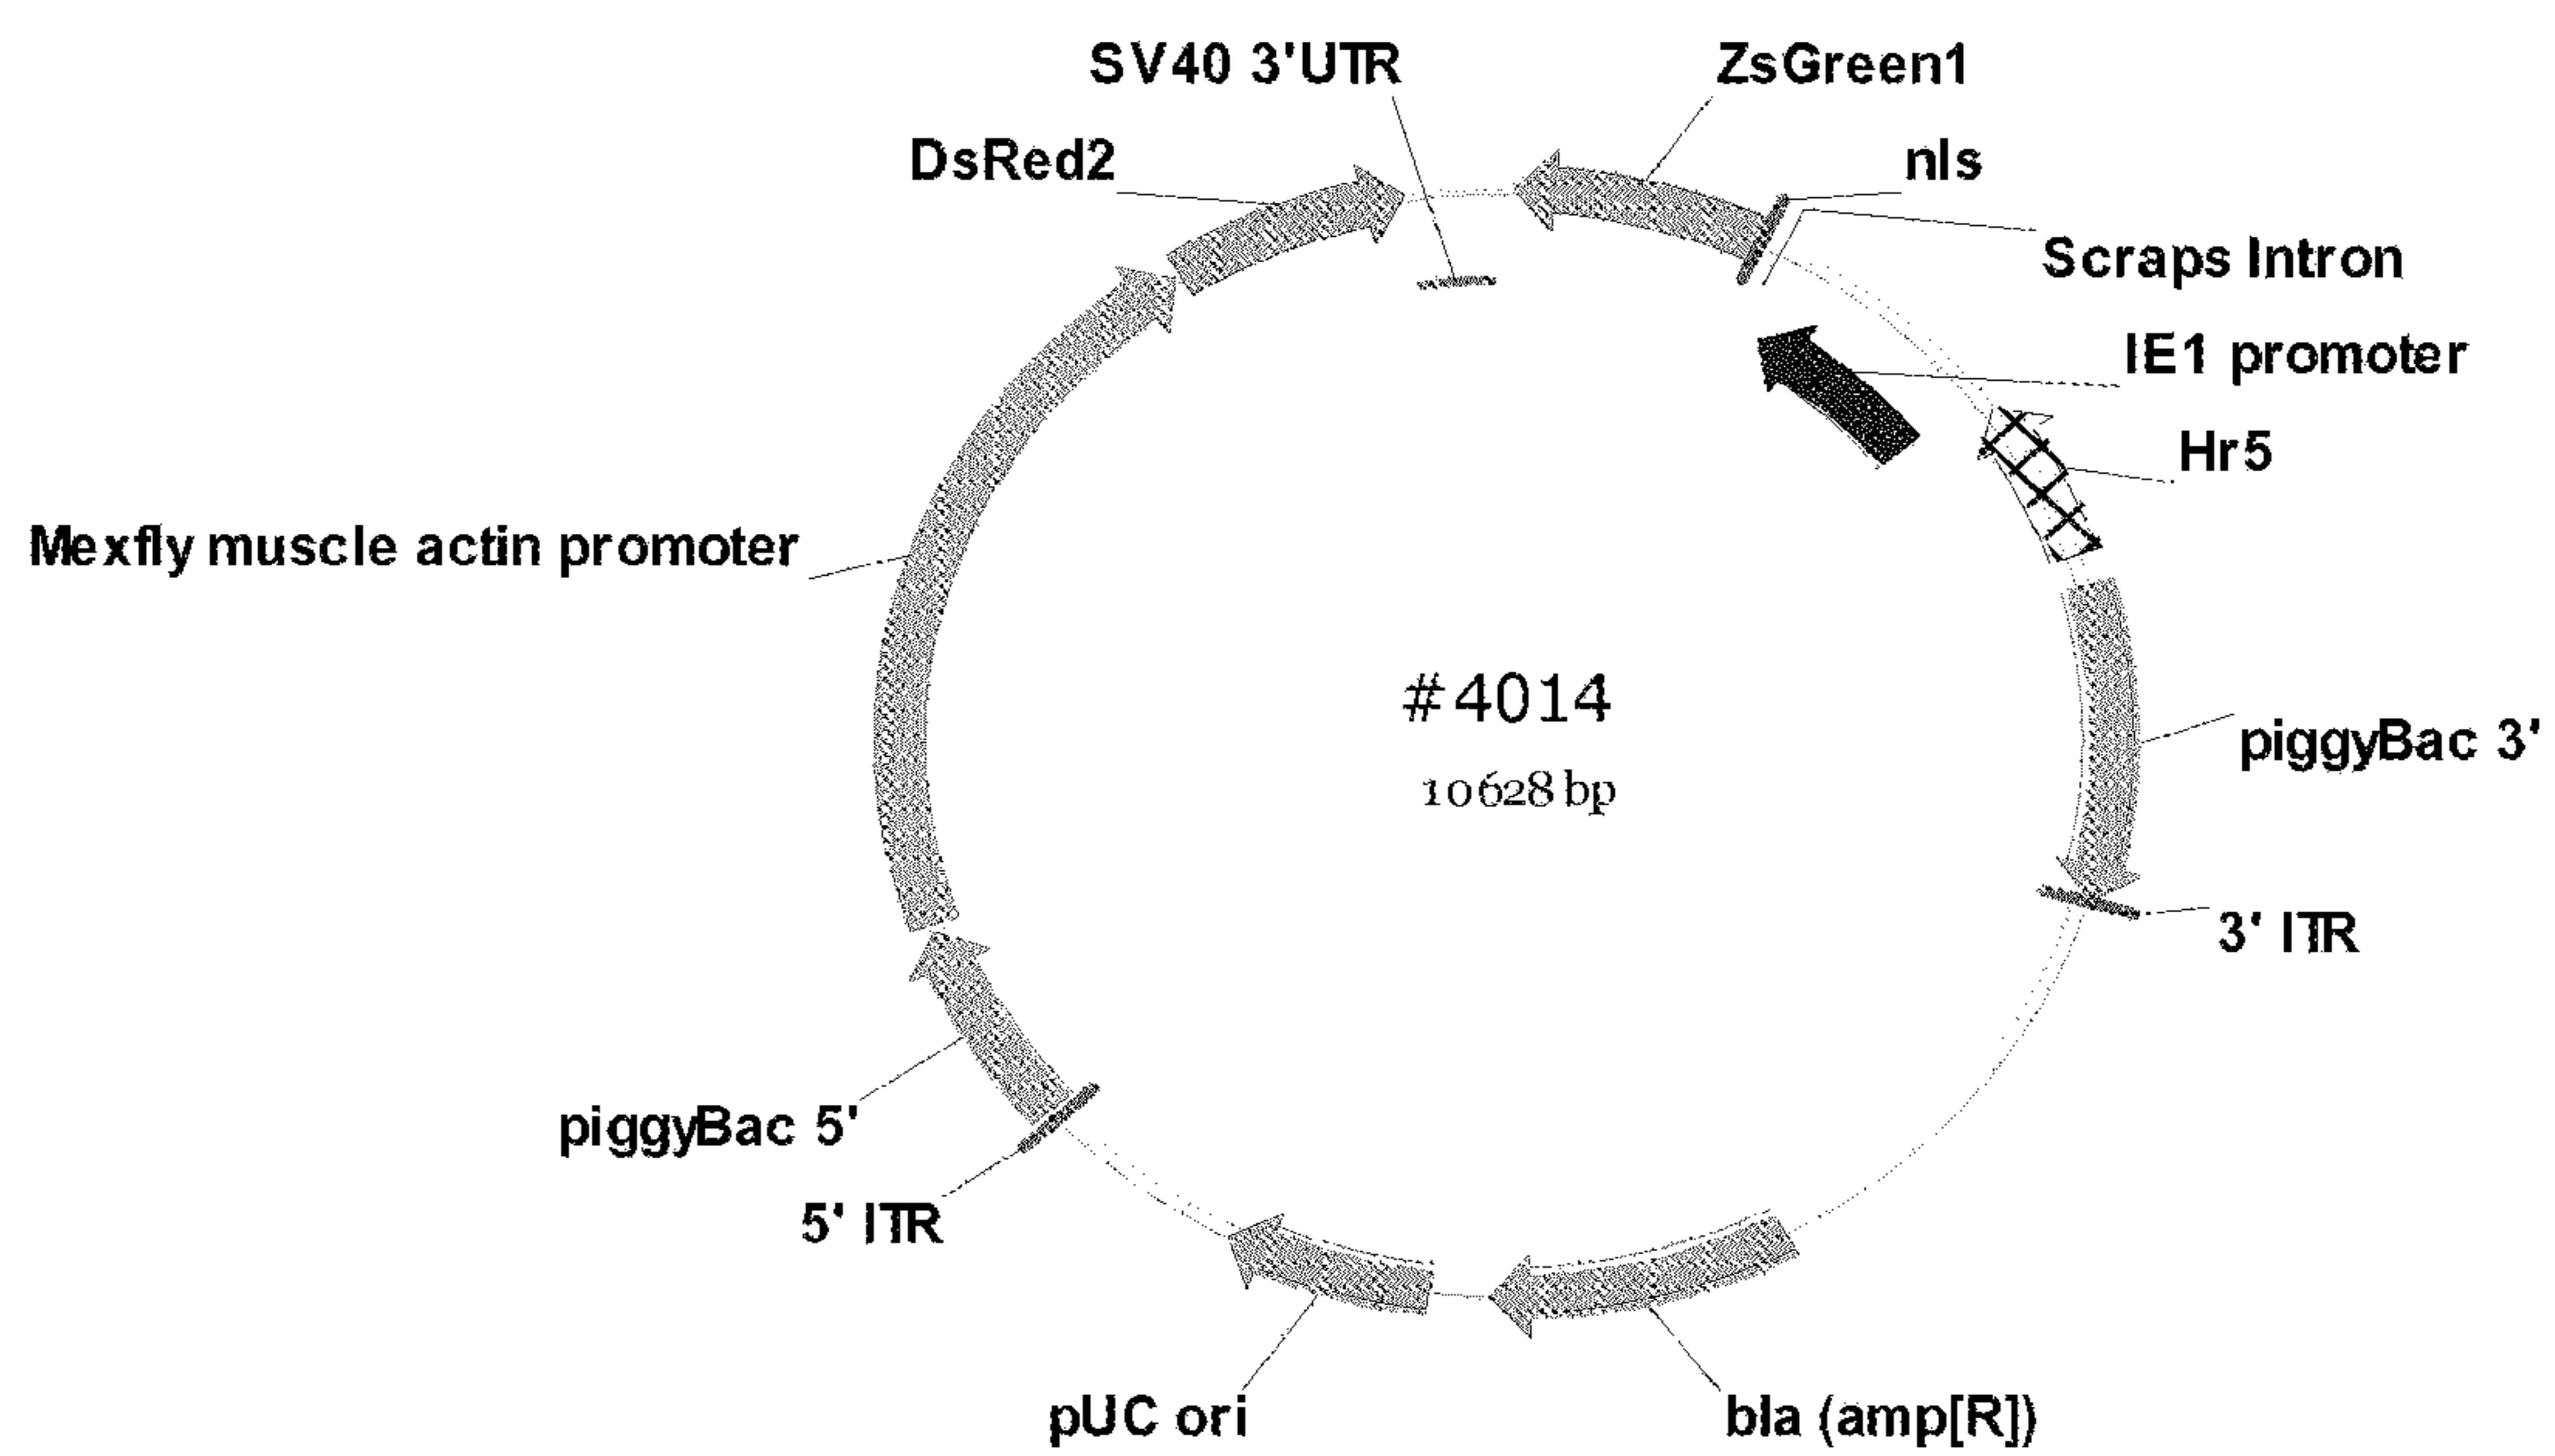 SV40 3'UTR
ZsGreen1
DsRed2
nls
Scraps Intron
IE1 promoter
Hr5
Mexfly muscle actin promoter
#4014
10628 bp
piggyBac 3'
3' ITR
piggyBac 5'
5' ITR
pUC ori
bla (amp[R])